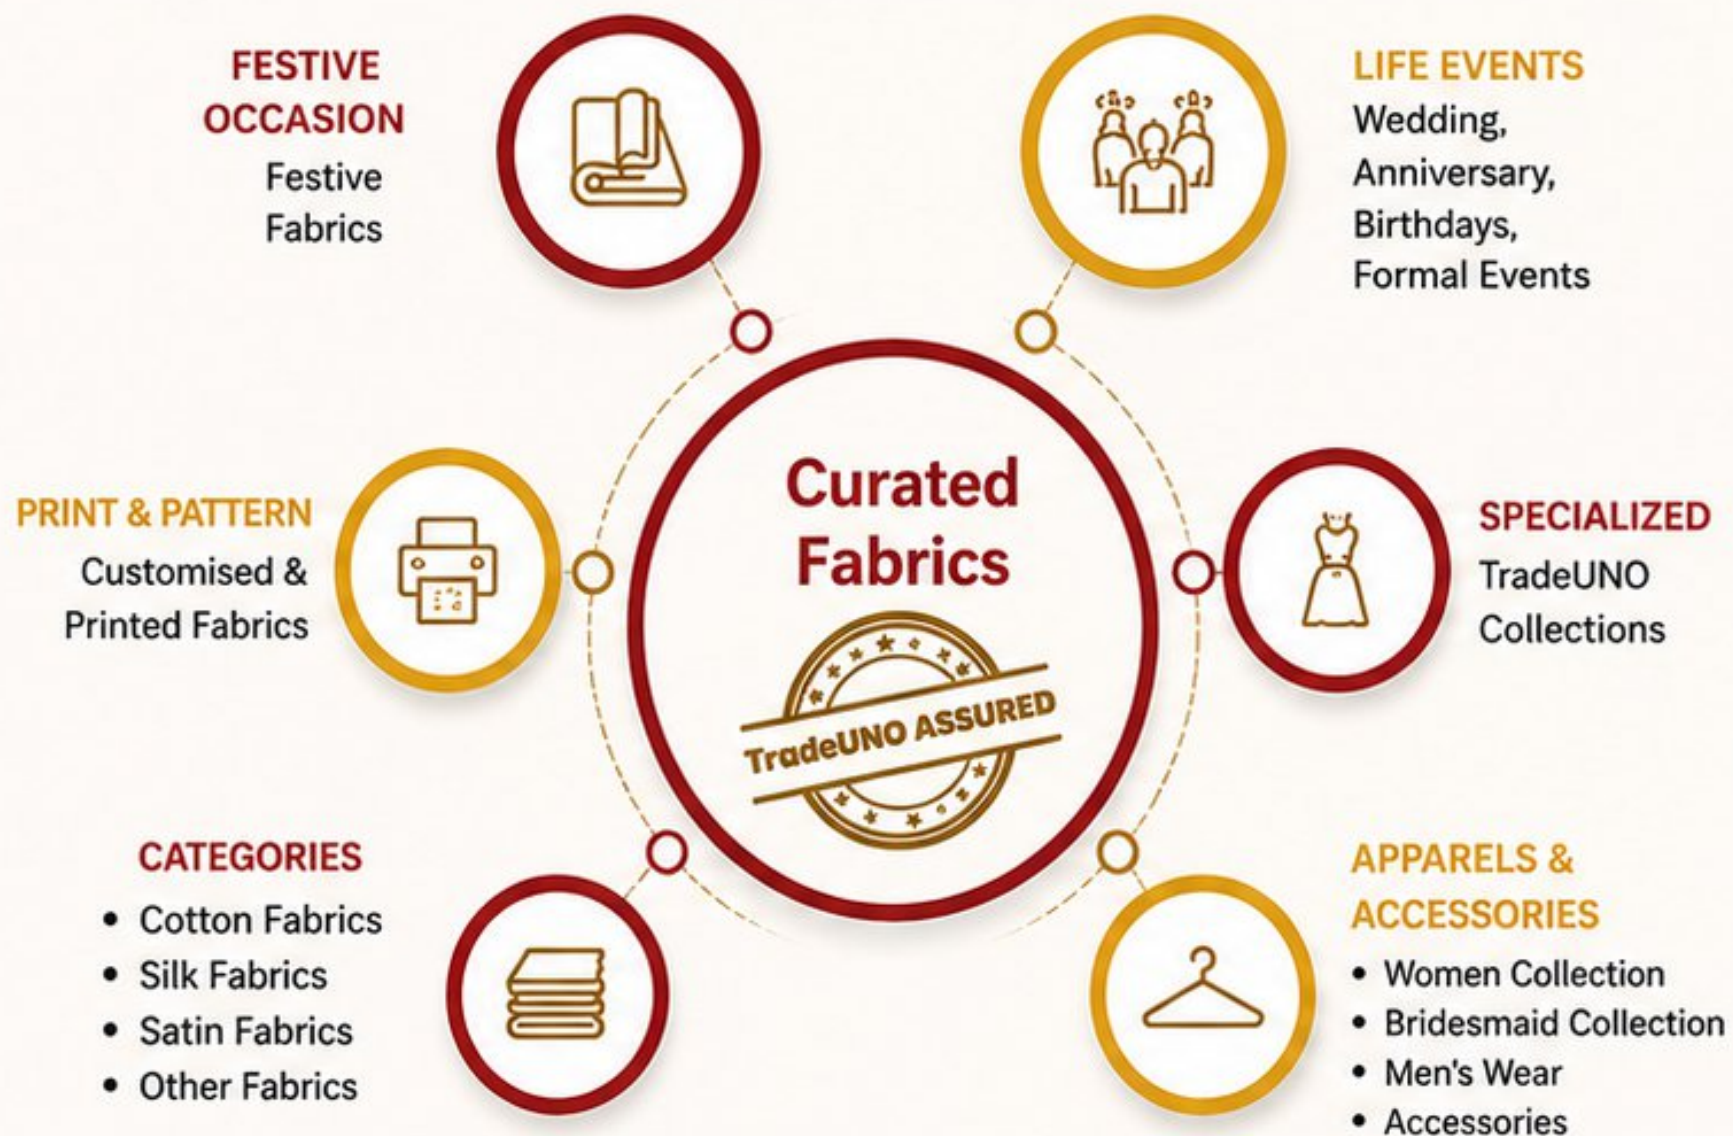 FESTIVE
OCCASION
Festive
Fabrics
LIFE EVENTS
Wedding,
Anniversary,
Birthdays,
Formal Events
PRINT & PATTERN
Customised &
Printed Fabrics
Curated
Fabrics
TradeUNO ASSURED
SPECIALIZED
TradeUNO
Collections
CATEGORIES
• Cotton Fabrics
• Silk Fabrics
• Satin Fabrics
• Other Fabrics
APPARELS &
ACCESSORIES
• Women Collection
• Bridesmaid Collection
• Men's Wear
• Accessories